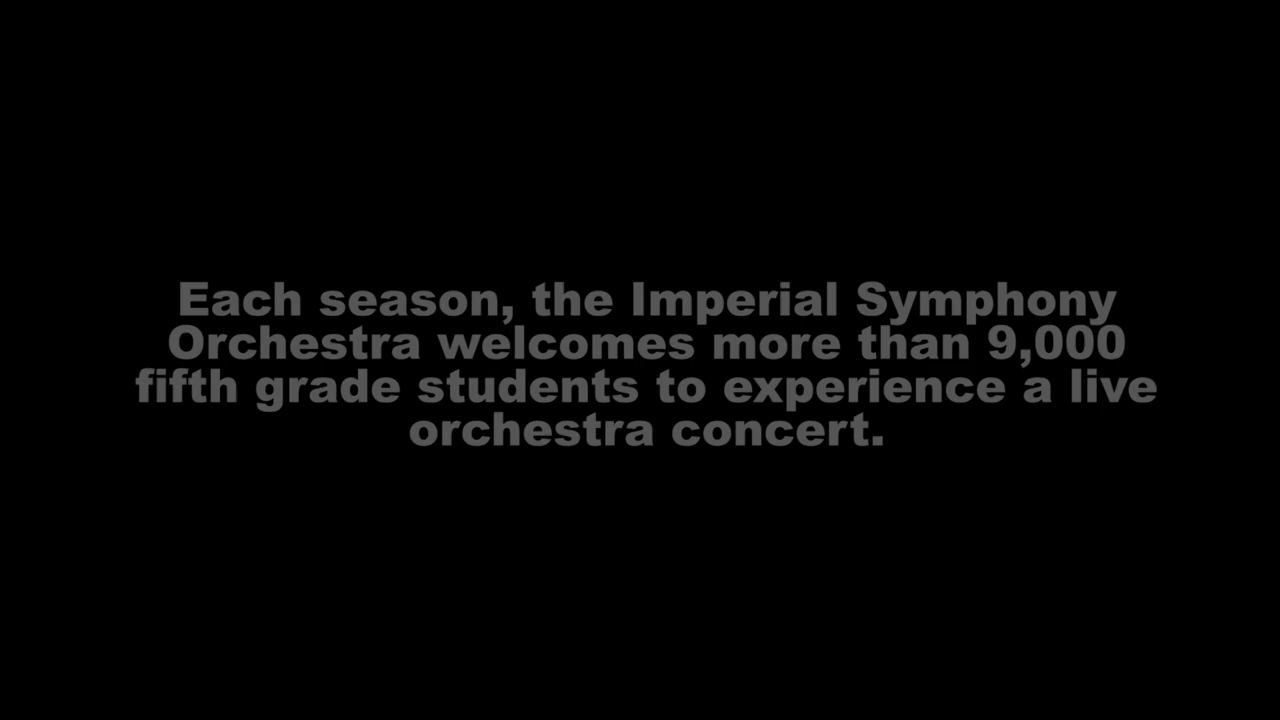 Each season, the Imperial Symphony
Orchestra welcomes more than 9,000
fifth grade students to experience a live
orchestra concert.